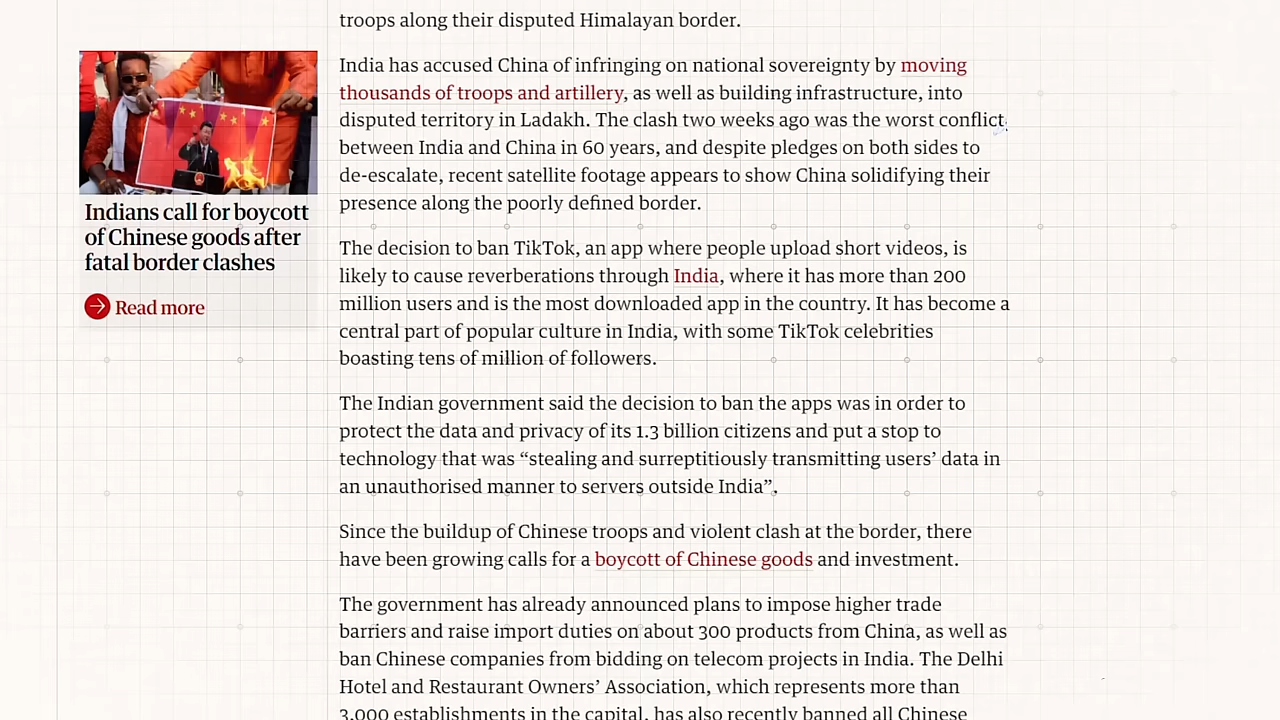 troops along their disputed Himalayan border.
India has accused China of infringing on national sovereignty by moving
thousands of troops and artillery, as well as building infrastructure, into
disputed territory in Ladakh. The clash two weeks ago was the worst conflict
between India and China in 60 years, and despite pledges on both sides to
de-escalate, recent satellite footage appears to show China solidifying their
presence along the poorly defined border.
Indians call for boycott
of Chinese goods after
fatal border clashes
Read more
The decision to ban TikTok, an app where people upload short videos, is
likely to cause reverberations through India, where it has more than 200
million users and is the most downloaded app in the country. It has become a
central part of popular culture in India, with some TikTok celebrities
boasting tens of million of followers.
The Indian government said the decision to ban the apps was in order to
protect the data and privacy of its 1.3 billion citizens and put a stop to
technology that was “stealing and surreptitiously transmitting users’ data in
an unauthorised manner to servers outside India”.
Since the buildup of Chinese troops and violent clash at the border, there
have been growing calls for a boycott of Chinese goods and investment.
The government has already announced plans to impose higher trade
barriers and raise import duties on about 300 products from China, as well as
ban Chinese companies from bidding on telecom projects in India. The Delhi
Hotel and Restaurant Owners’ Association, which represents more than
3,000 establishments in the capital, has also recently banned all Chinese